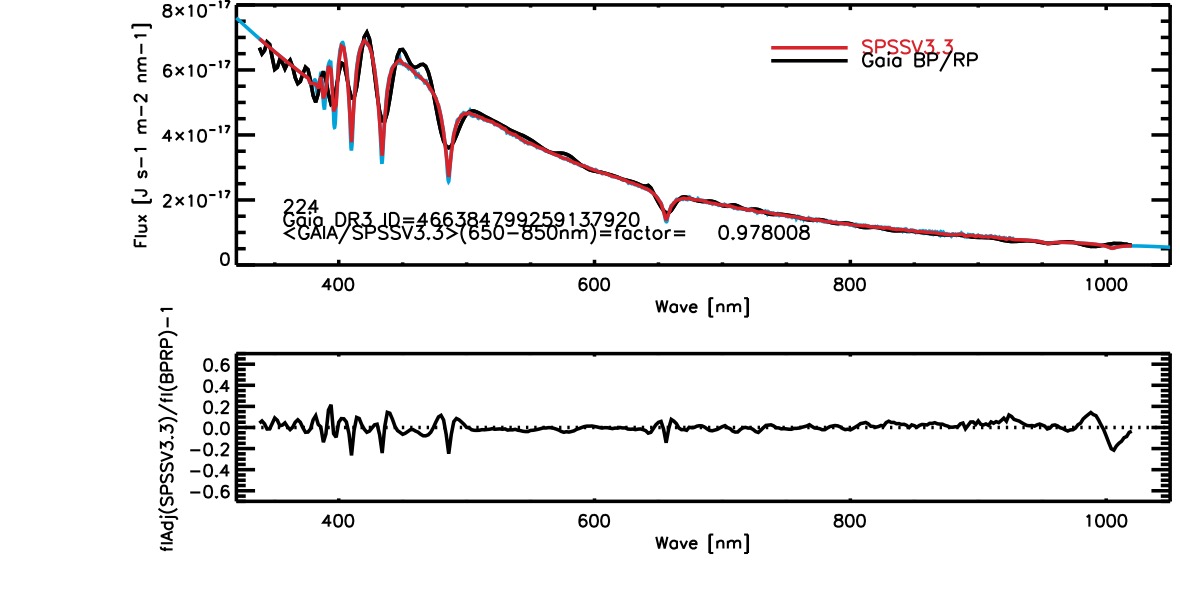 8×10⁻¹⁷
6×10⁻¹⁷
4×10⁻¹⁷
2×10⁻¹⁷
0
Flux [J s−1 m−2 nm−1]
SPSSV3.3
Gaia BP/RP
224
Gaia DR3 ID=4663847992591379​20
<GAIA/SPSSV3.3>(650−850nm)=factor= 0.978008
400 600 800 1000
Wave [nm]
flAdj(SPSSV3.3)/fl(BPRP)−1
0.6
0.4
0.2
0.0
−0.2
−0.4
−0.6
400 600 800 1000
Wave [nm]